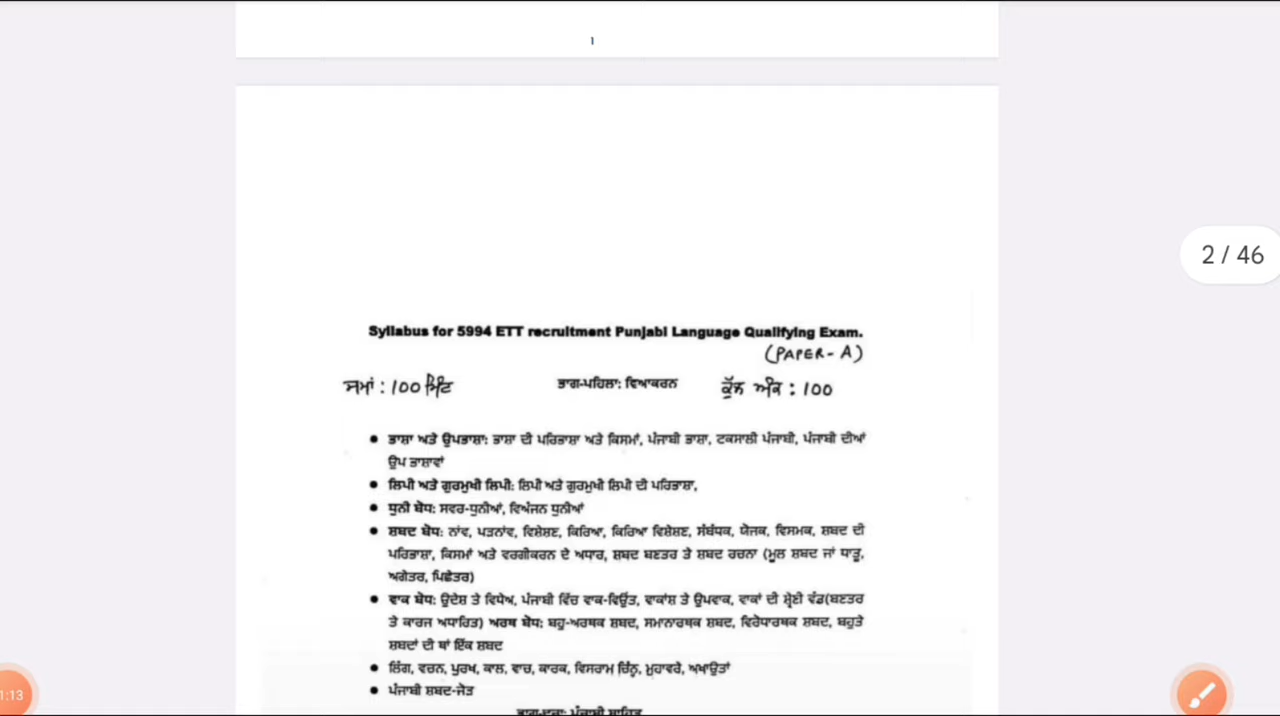 1
2 / 46
Syllabus for 5994 ETT recruitment Punjabi Language Qualifying Exam.
(PAPER - A)
ਸਮਾਂ : 100 ਮਿੰਟ ਭਾਗ-ਪਹਿਲਾ: ਵਿਆਕਰਨ ਕੁੱਲ ਅੰਕ : 100
• ਭਾਸ਼ਾ ਅਤੇ ਉਪਭਾਸ਼ਾ: ਭਾਸ਼ਾ ਦੀ ਪਰਿਭਾਸ਼ਾ ਅਤੇ ਕਿਸਮਾਂ, ਪੰਜਾਬੀ ਭਾਸ਼ਾ, ਟਕਸਾਲੀ ਪੰਜਾਬੀ, ਪੰਜਾਬੀ ਦੀਆਂ
ਉਪ ਭਾਸ਼ਾਵਾਂ
• ਲਿਪੀ ਅਤੇ ਗੁਰਮੁਖੀ ਲਿਪੀ: ਲਿਪੀ ਅਤੇ ਗੁਰਮੁਖੀ ਲਿਪੀ ਦੀ ਪਰਿਭਾਸ਼ਾ,
• ਧੁਨੀ ਬੋਧ: ਸਵਰ-ਧੁਨੀਆਂ, ਵਿਅੰਜਨ ਧੁਨੀਆਂ
• ਸ਼ਬਦ ਬੋਧ: ਨਾਂਵ, ਪੜਨਾਂਵ, ਵਿਸ਼ੇਸ਼ਣ, ਕਿਰਿਆ, ਕਿਰਿਆ ਵਿਸ਼ੇਸ਼ਣ, ਸੰਬੰਧਕ, ਯੋਜਕ, ਵਿਸਮਕ, ਸ਼ਬਦ ਦੀ
ਪਰਿਭਾਸ਼ਾ, ਕਿਸਮਾਂ ਅਤੇ ਵਰਗੀਕਰਨ ਦੇ ਅਧਾਰ, ਸ਼ਬਦ ਬਣਤਰ ਤੇ ਸ਼ਬਦ ਰਚਨਾ (ਮੂਲ ਸ਼ਬਦ ਜਾਂ ਧਾਤੂ,
ਅਗੇਤਰ, ਪਿਛੇਤਰ)
• ਵਾਕ ਬੋਧ: ਉਦੇਸ਼ ਤੇ ਵਿਧੇਅ, ਪੰਜਾਬੀ ਵਿੱਚ ਵਾਕ-ਵਿਉਂਤ, ਵਾਕਾਂਸ਼ ਤੇ ਉਪਵਾਕ, ਵਾਕਾਂ ਦੀ ਸ਼੍ਰੇਣੀ ਵੰਡ(ਬਣਤਰ
ਤੇ ਕਾਰਜ ਅਧਾਰਿਤ) ਅਰਥ ਬੋਧ: ਬਹੁ-ਅਰਥਕ ਸ਼ਬਦ, ਸਮਾਨਾਰਥਕ ਸ਼ਬਦ, ਵਿਰੋਧਾਰਥਕ ਸ਼ਬਦ, ਬਹੁਤੇ
ਸ਼ਬਦਾਂ ਦੀ ਥਾਂ ਇੱਕ ਸ਼ਬਦ
• ਲਿੰਗ, ਵਚਨ, ਪੁਰਖ, ਕਾਲ, ਵਾਚ, ਕਾਰਕ, ਵਿਸਰਾਮ ਚਿੰਨ੍ਹ, ਮੁਹਾਵਰੇ, ਅਖਾਉਤਾਂ
• ਪੰਜਾਬੀ ਸ਼ਬਦ-ਜੋੜ
1:13